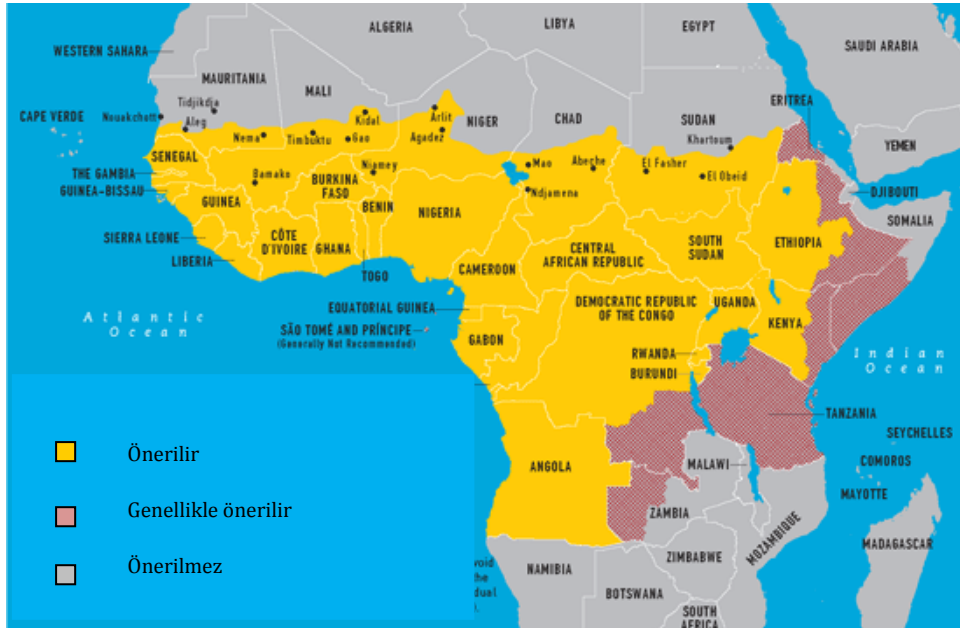 ALGERIA
LIBYA
EGYPT
SAUDI ARABIA
WESTERN SAHARA
MAURITANIA
MALI
NIGER
CHAD
SUDAN
ERITREA
CAPE VERDE
Nouakchott
Tidjikdja
Aleg
Nema
Timbuktu
Kidal
Gao
Arlit
Agadez
Khartoum
YEMEN
SENEGAL
THE GAMBIA
GUINEA-BISSAU
Bamako
Niamey
BURKINA
FASO
Mao
Abeche
Ndjamena
El Fasher
El Obeid
DJIBOUTI
SOMALIA
GUINEA
BENIN
NIGERIA
SIERRA LEONE
LIBERIA
CÔTE
D'IVOIRE
GHANA
TOGO
CAMEROON
CENTRAL
AFRICAN REPUBLIC
SOUTH
SUDAN
ETHIOPIA
EQUATORIAL GUINEA
SÃO TOMÉ AND PRÍNCIPE
(Generally Not Recommended)
GABON
DEMOCRATIC REPUBLIC
OF THE CONGO
UGANDA
KENYA
RWANDA
BURUNDI
Atlantic
Ocean
Indian
Ocean
TANZANIA
SEYCHELLES
COMOROS
MAYOTTE
ANGOLA
MALAWI
ZAMBIA
MOZAMBIQUE
MADAGASCAR
NAMIBIA
ZIMBABWE
BOTSWANA
SOUTH
AFRICA
Önerilir
Genellikle önerilir
Önerilmez